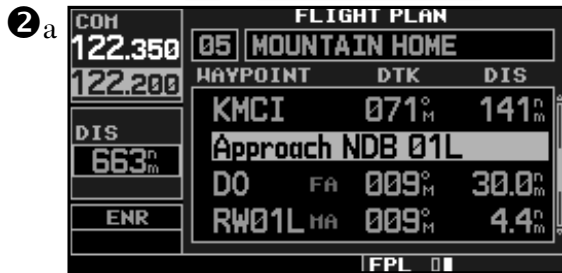 ❷a
COM
122.350
122.200
DIS
663nm
ENR
FLIGHT PLAN
05 MOUNTAIN HOME
WAYPOINT DTK DIS
KMCI 071°M 141nm
Approach NDB 01L
DO FA 009°M 30.0nm
RW01L MA 009°M 4.4nm
FPL